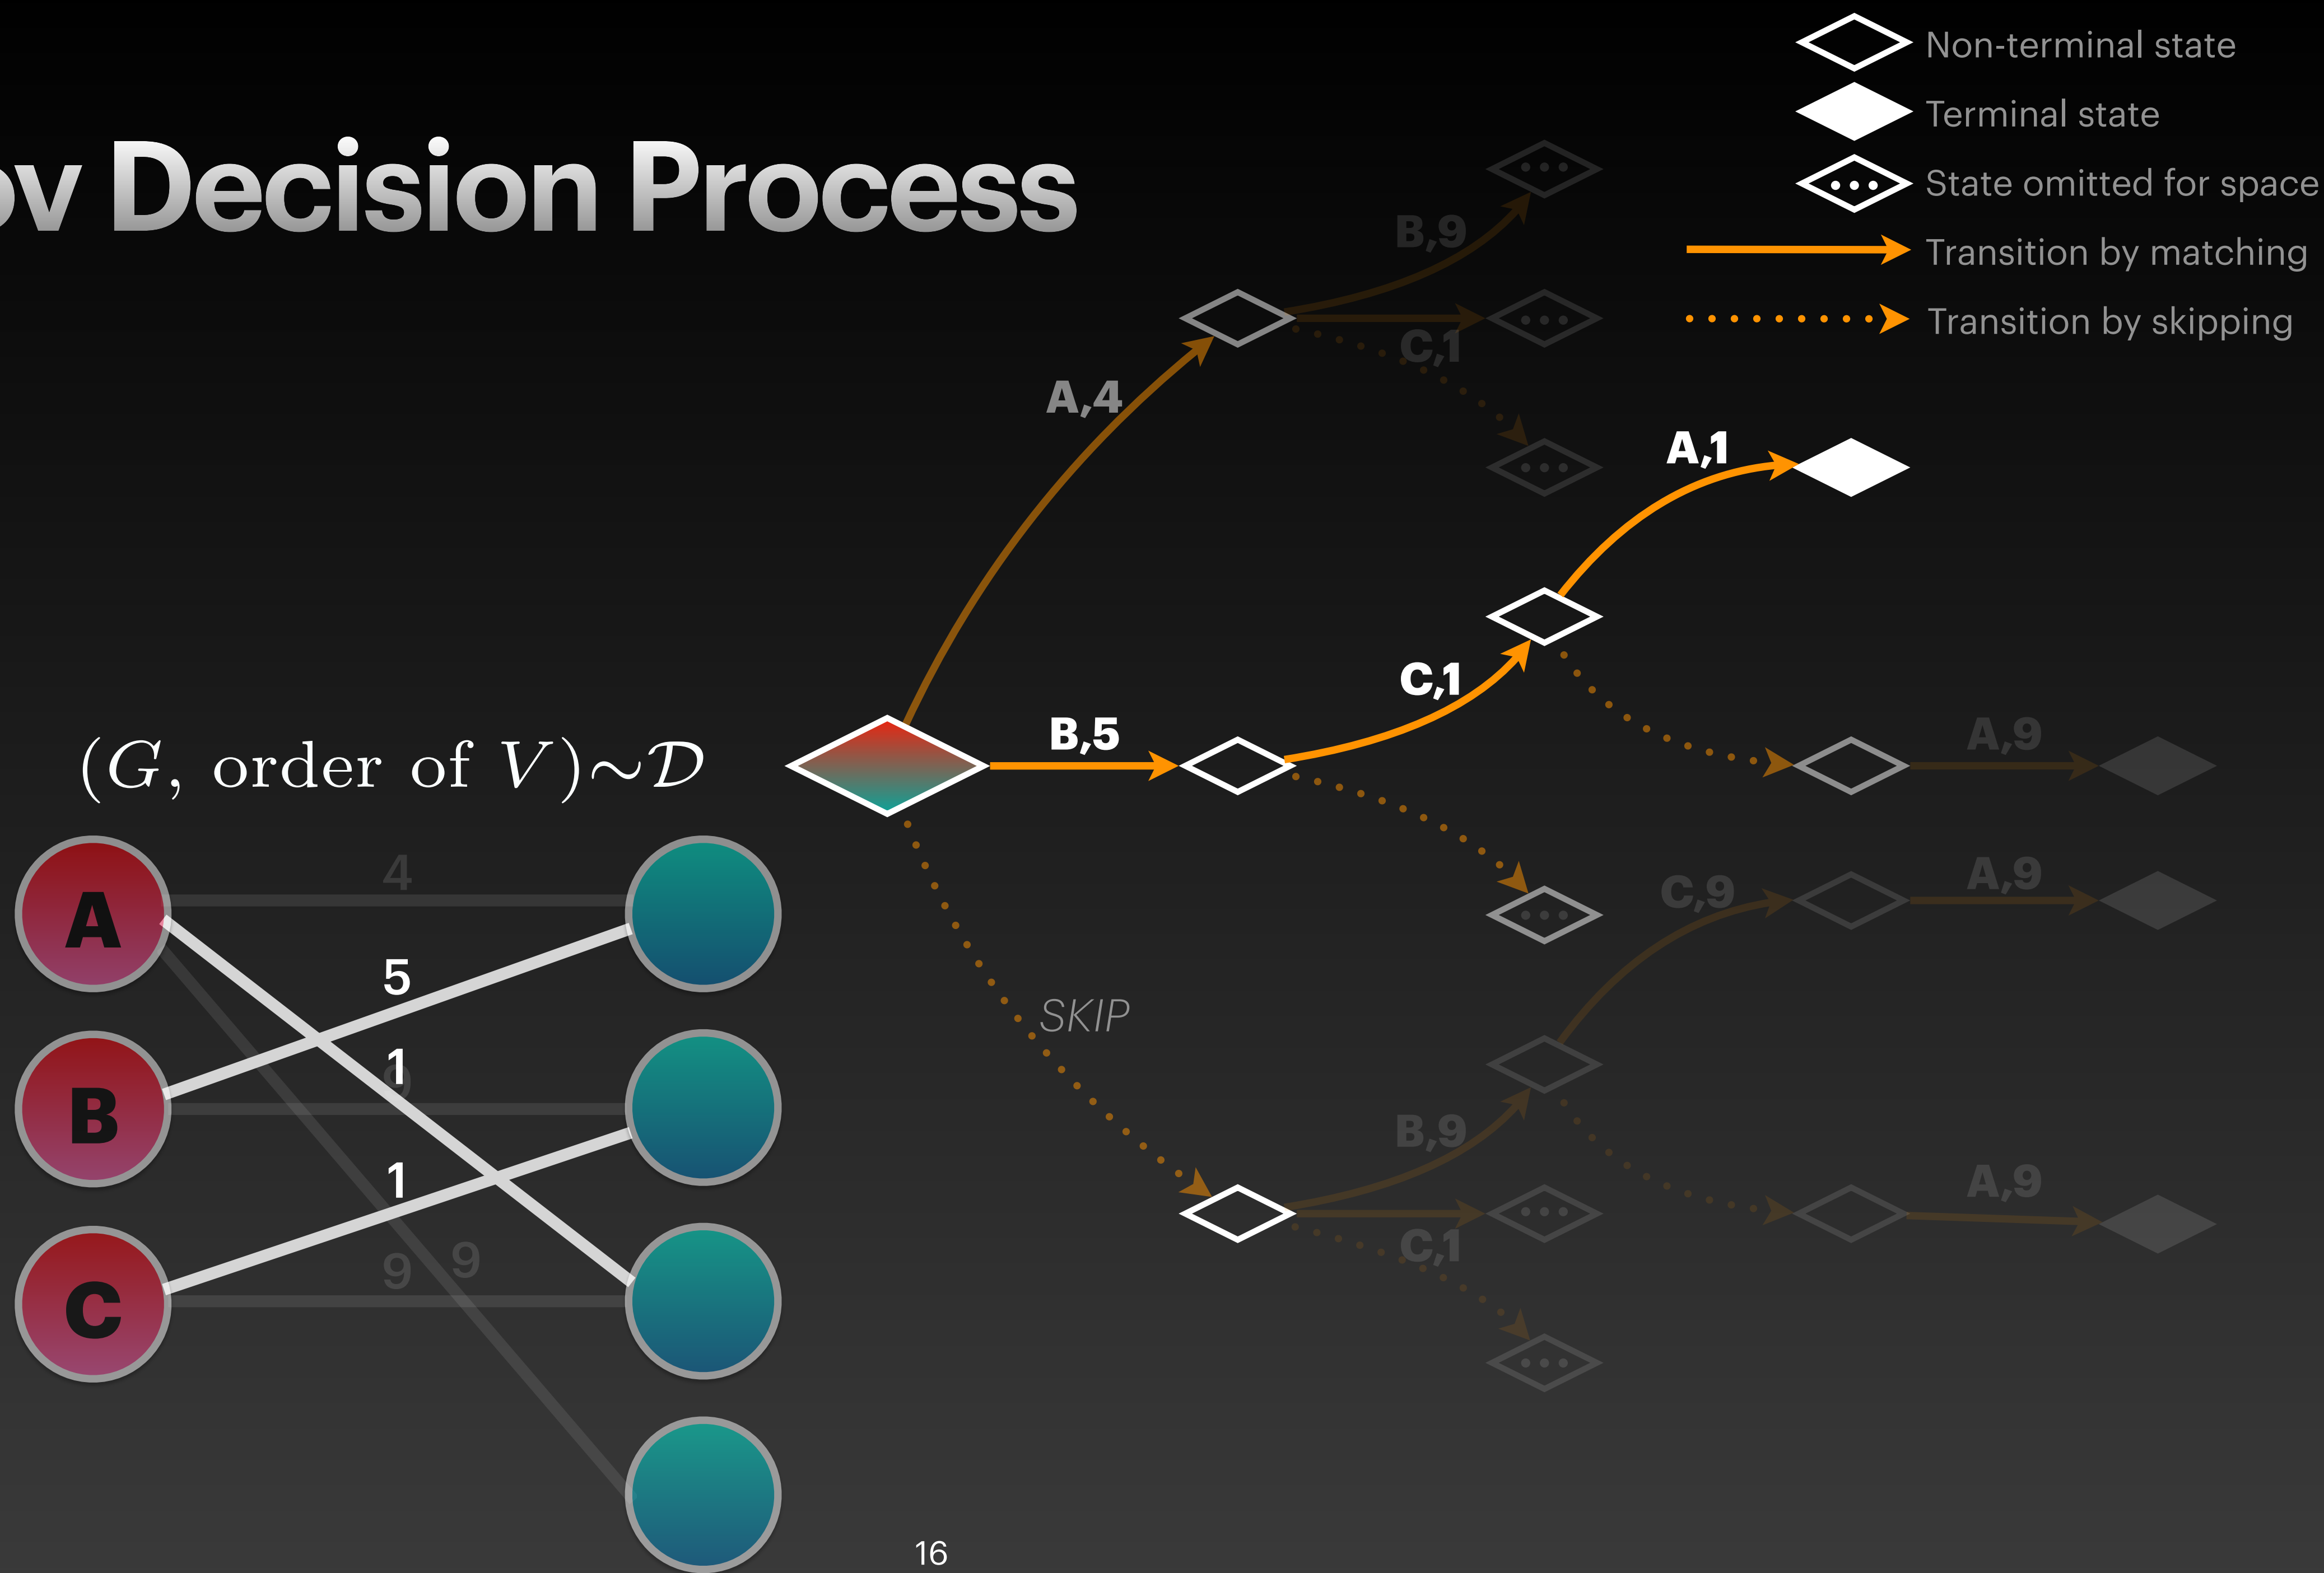 ov Decision Process
Non-terminal state
Terminal state
State omitted for space
Transition by matching
Transition by skipping
B,9
C,1
A,4
A,1
C,1
B,5
A,9
(G, order of V)~𝒟
A
4
C,9
A,9
5
SKIP
B
1
9
B,9
1
A,9
C,1
C
9
9
16